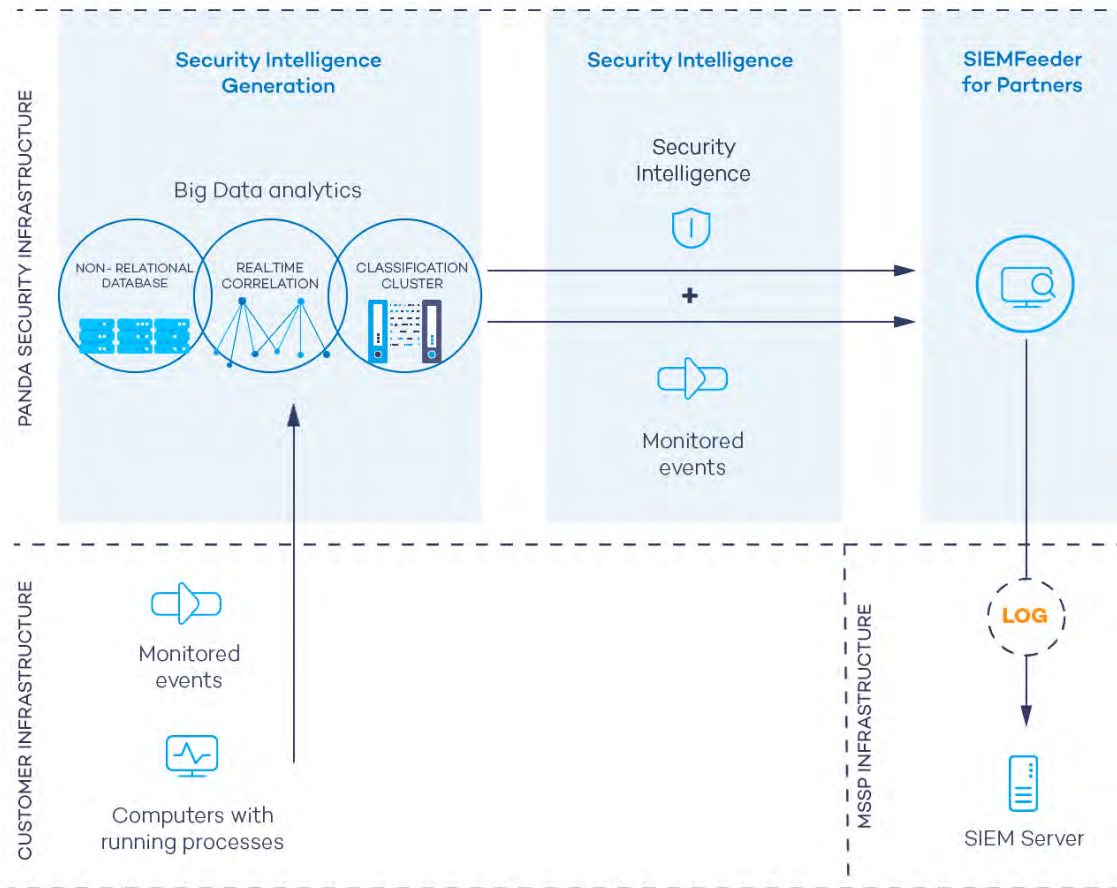 PANDA SECURITY INFRASTRUCTURE
Security Intelligence
Generation
Security Intelligence
SIEMFeeder
for Partners
Big Data analytics
NON- RELATIONAL
DATABASE
REALTIME
CORRELATION
CLASSIFICATION
CLUSTER
Security
Intelligence
+
Monitored
events
CUSTOMER INFRASTRUCTURE
Monitored
events
Computers with
running processes
MSSP INFRASTRUCTURE
LOG
SIEM Server